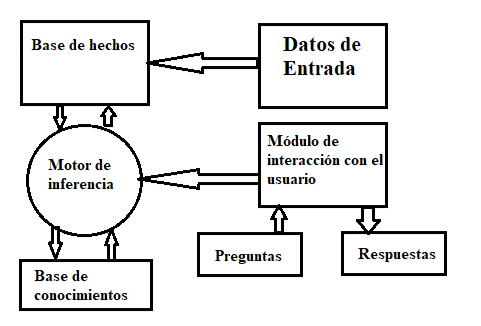 Base de hechos
Datos de
Entrada
Motor de
inferencia
Módulo de
interacción con el
usuario
Preguntas
Respuestas
Base de
conocimientos